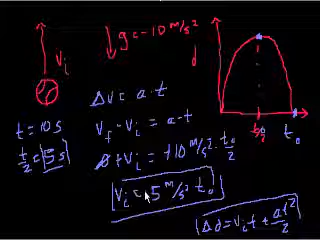 Vi
g = -10 m/s²
d
Δv = a · t
t = 10 s
Vf - Vi = a · t
t/2 = 5 s
0 + Vi = +10 m/s² · t₀/2
Vi = 5 m/s² t₀
t₀/2
t₀
Δd = Vi t + at²/2